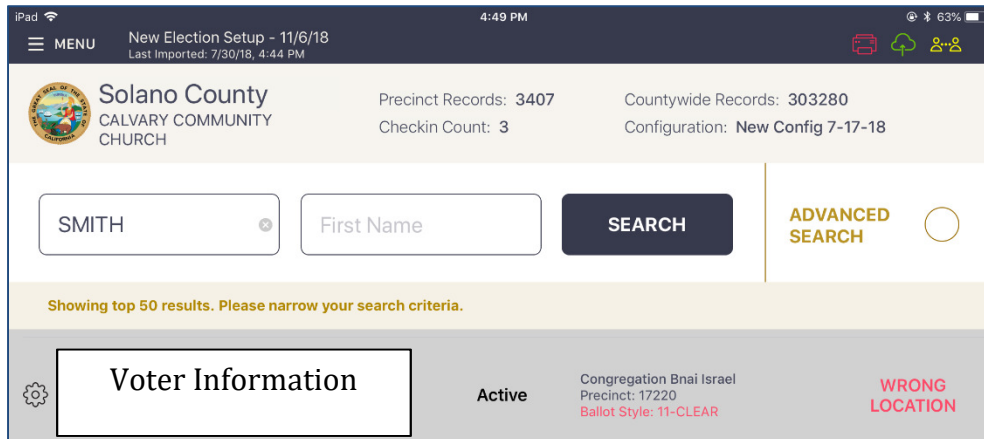 iPad 4:49 PM 63%
MENU New Election Setup - 11/6/18
Last Imported: 7/30/18, 4:44 PM
Solano County
CALVARY COMMUNITY
CHURCH
Precinct Records: 3407
Checkin Count: 3
Countywide Records: 303280
Configuration: New Config 7-17-18
SMITH
First Name
SEARCH
ADVANCED
SEARCH
Showing top 50 results. Please narrow your search criteria.
Voter Information
Active
Congregation Bnai Israel
Precinct: 17220
Ballot Style: 11-CLEAR
WRONG
LOCATION